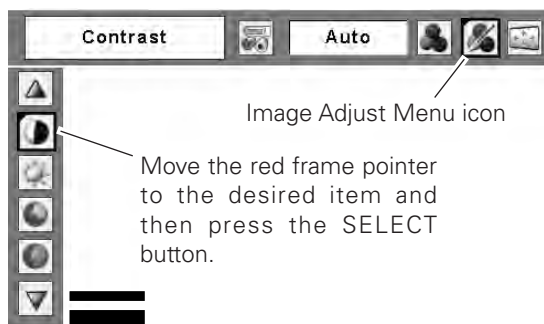 Contrast
Auto
Image Adjust Menu icon
Move the red frame pointer
to the desired item and
then press the SELECT
button.